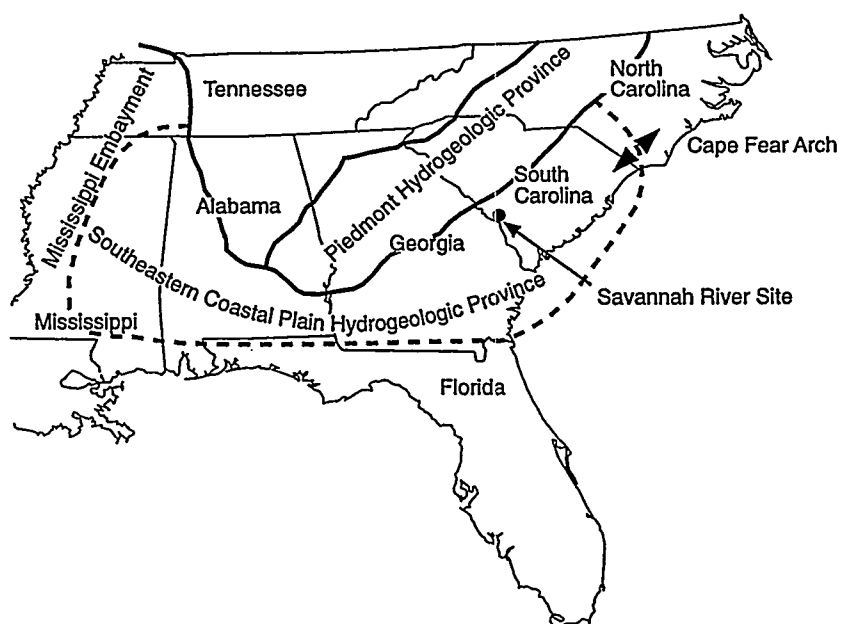 Tennessee
North
Carolina
Piedmont Hydrogeologic Province
Mississippi Embayment
Cape Fear Arch
South
Carolina
Alabama
Georgia
Southeastern Coastal Plain Hydrogeologic Province
Savannah River Site
Mississippi
Florida